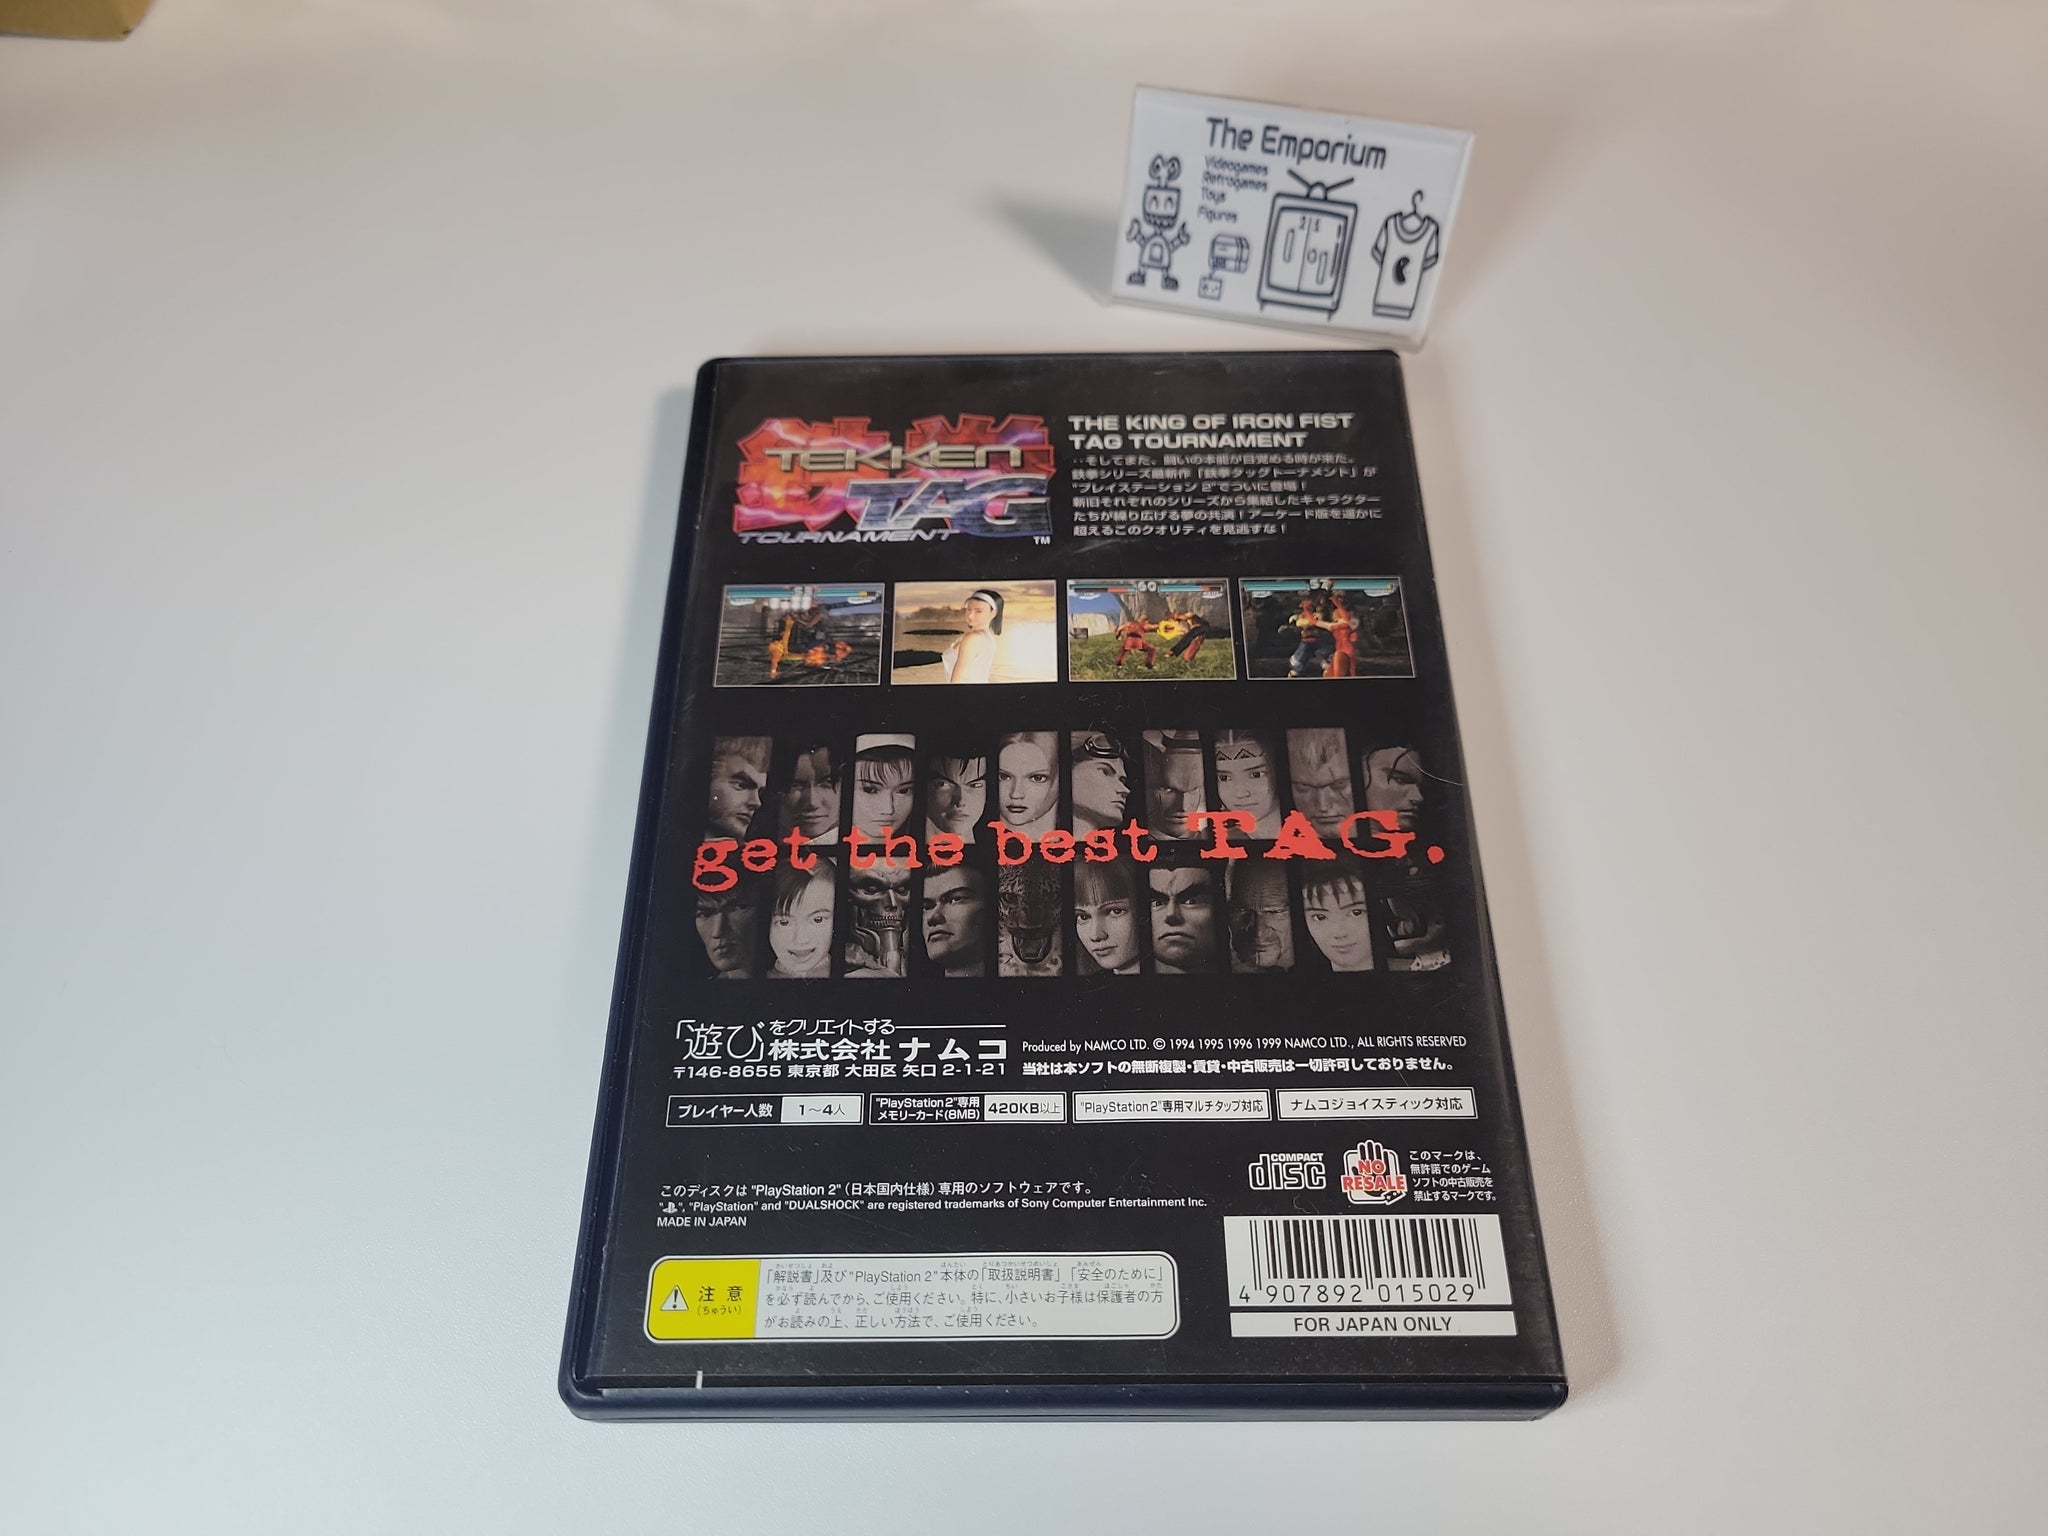 The Emporium
Videogames
Retrogames
Toys
Figures
鉄拳
TEKKEN
TAG
TOURNAMENT
TM
THE KING OF IRON FIST
TAG TOURNAMENT
‥そしてまた、闘いの本能が目覚める時が来た。
鉄拳シリーズ最新作「鉄拳タッグトーナメント」が
"プレイステーション 2"でついに登場！
新旧それぞれのシリーズから集結したキャラクター
たちが繰り広げる夢の共演！アーケード版を遥かに
超えるこのクオリティを見逃すな！
60
57
get the best TAG.
「遊び」をクリエイトする
株式会社 ナムコ
〒146-8655 東京都 大田区 矢口 2-1-21
Produced by NAMCO LTD. © 1994 1995 1996 1999 NAMCO LTD., ALL RIGHTS RESERVED
当社は本ソフトの無断複製・賃貸・中古販売は一切許可しておりません。
プレイヤー人数 1～4人
"PlayStation 2"専用
メモリーカード(8MB) 420KB以上
"PlayStation 2"専用マルチタップ対応
ナムコジョイスティック対応
COMPACT
disc
NO
RESALE
このマークは、
無許諾でのゲーム
ソフトの中古販売を
禁止するマークです。
このディスクは "PlayStation 2" (日本国内仕様) 専用のソフトウェアです。
" ", "PlayStation" and "DUALSHOCK" are registered trademarks of Sony Computer Entertainment Inc.
MADE IN JAPAN
注意
(ちゅうい)
「解説書」及び "PlayStation 2" 本体の「取扱説明書」「安全のために」
を必ず読んでから、ご使用ください。特に、小さいお子様は保護者の方
がお読みの上、正しい方法で、ご使用ください。
4 907892 015029
FOR JAPAN ONLY